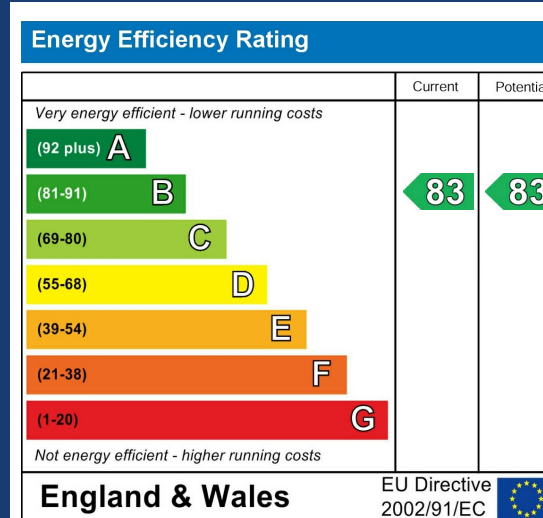 Energy Efficiency Rating
Current Potentia
Very energy efficient - lower running costs
(92 plus) A
(81-91) B 83 83
(69-80) C
(55-68) D
(39-54) E
(21-38) F
(1-20) G
Not energy efficient - higher running costs
England & Wales
EU Directive
2002/91/EC